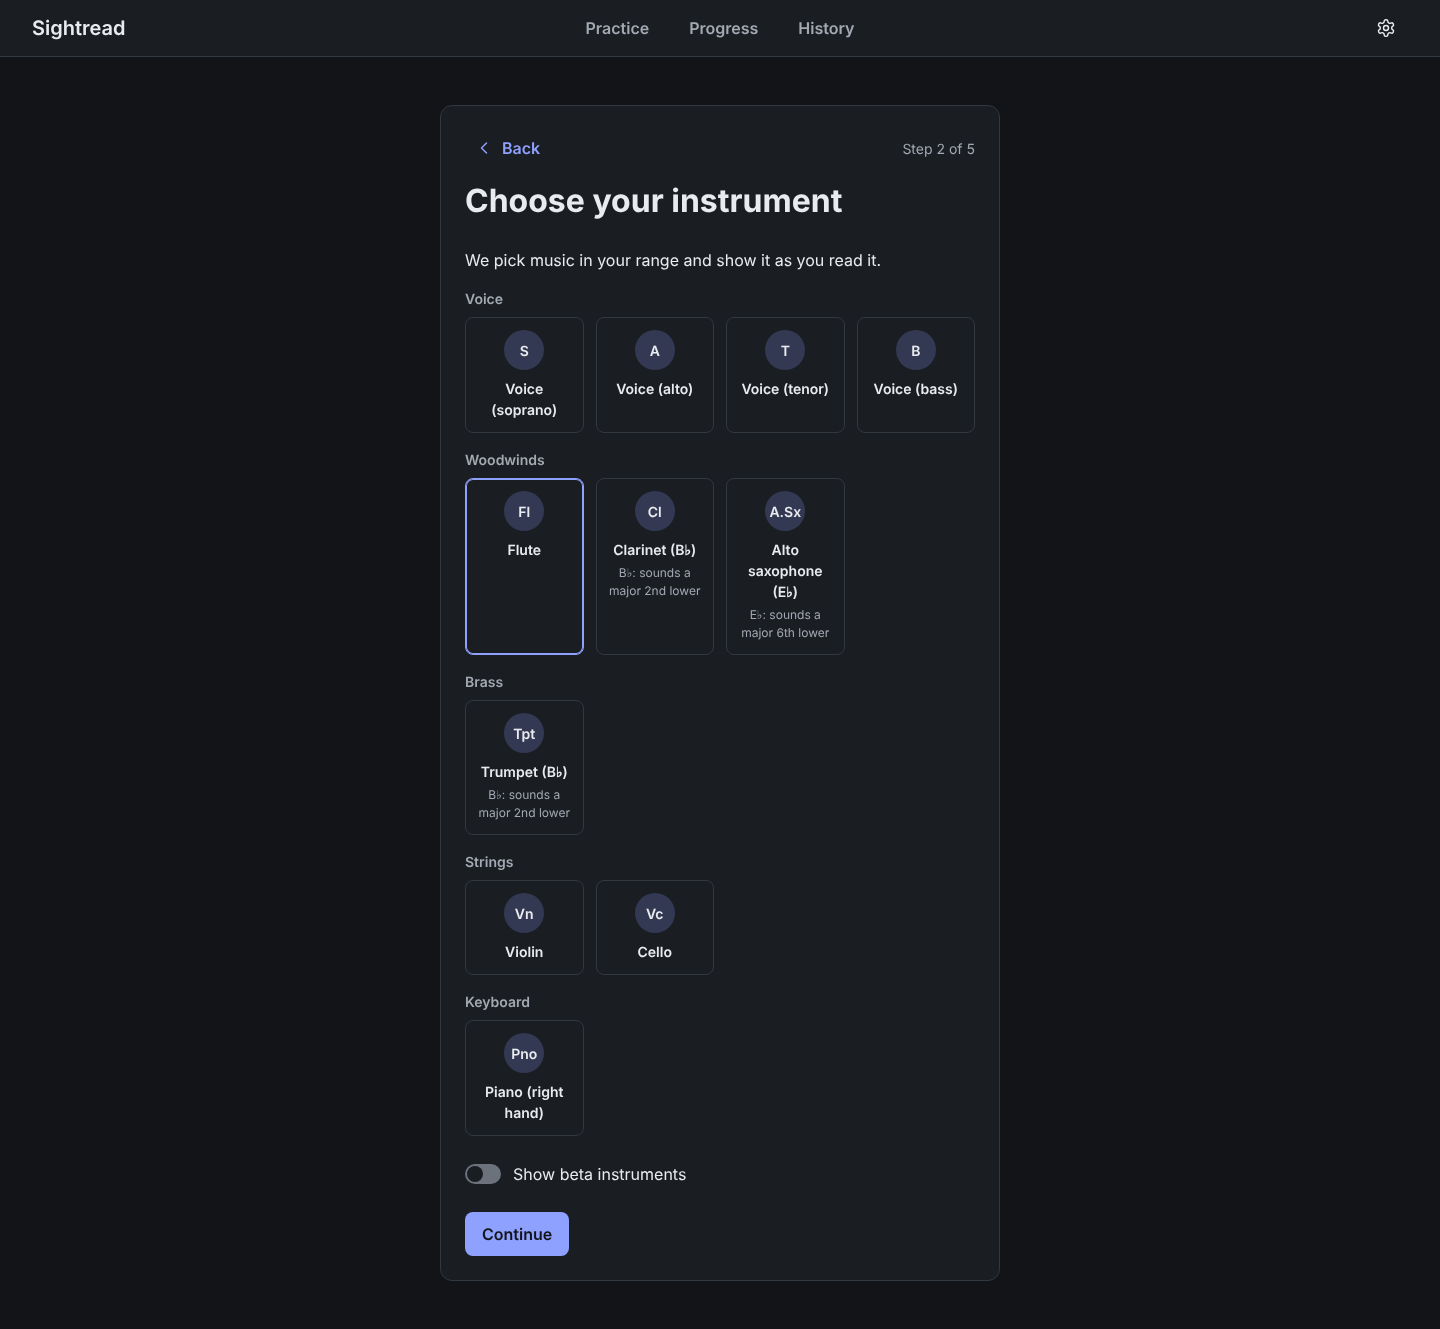 Sightread
Practice
Progress
History
Back
Step 2 of 5
Choose your instrument
We pick music in your range and show it as you read it.
Voice
S
Voice
(soprano)
A
Voice (alto)
T
Voice (tenor)
B
Voice (bass)
Woodwinds
Fl
Flute
Cl
Clarinet (B♭)
B♭: sounds a
major 2nd lower
A.Sx
Alto
saxophone
(E♭)
E♭: sounds a
major 6th lower
Brass
Tpt
Trumpet (B♭)
B♭: sounds a
major 2nd lower
Strings
Vn
Violin
Vc
Cello
Keyboard
Pno
Piano (right
hand)
Show beta instruments
Continue